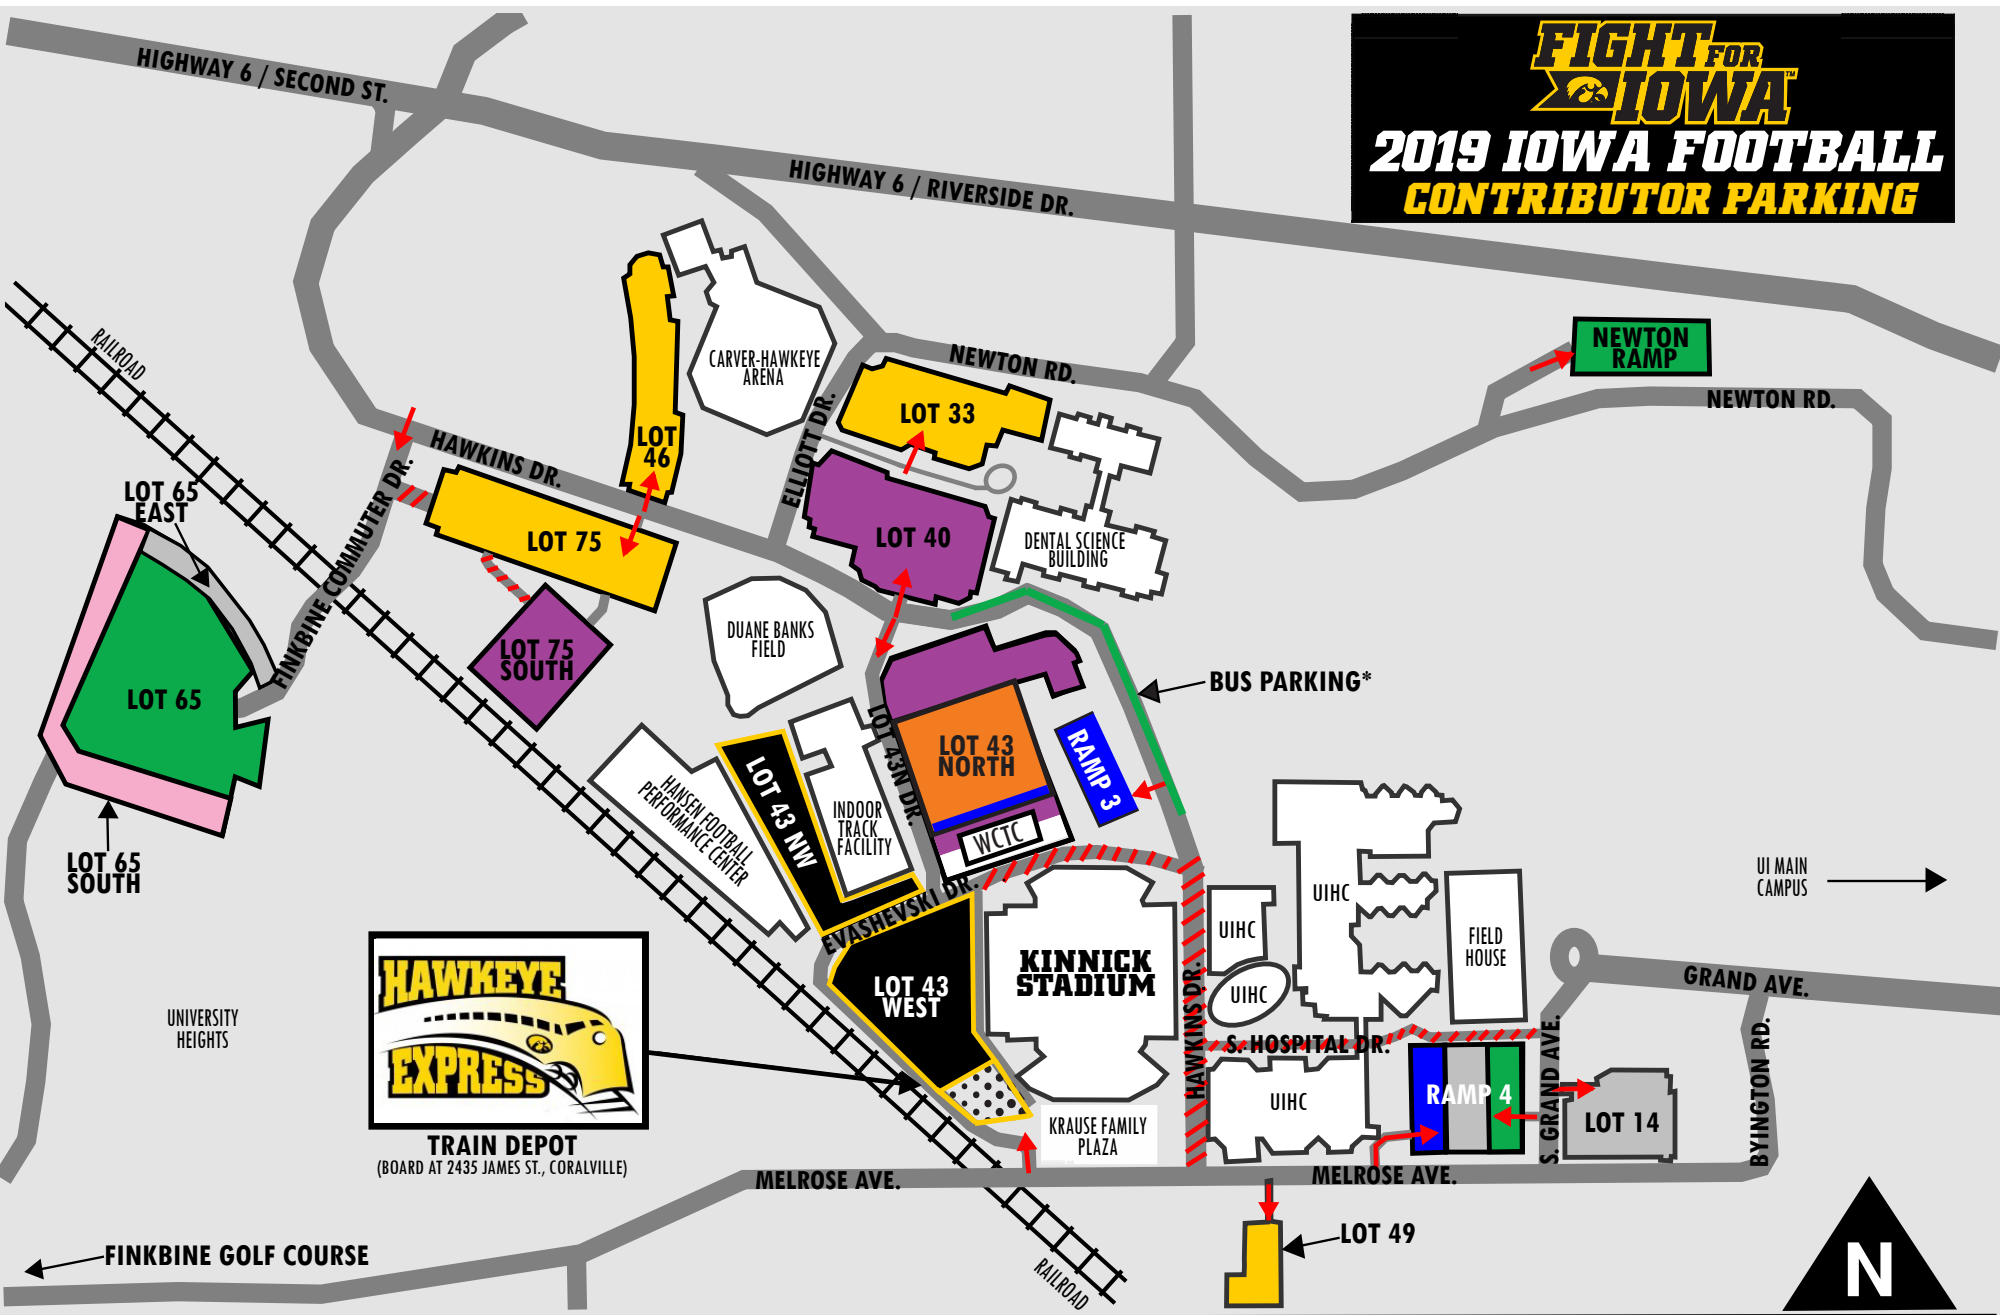 FIGHT FOR
IOWA™
2019 IOWA FOOTBALL
CONTRIBUTOR PARKING
HIGHWAY 6 / SECOND ST.
HIGHWAY 6 / RIVERSIDE DR.
RAILROAD
CARVER-HAWKEYE
ARENA
NEWTON RD.
NEWTON
RAMP
NEWTON RD.
LOT 33
LOT
46
ELLIOTT DR.
HAWKINS DR.
LOT 65
EAST
FINKBINE COMMUTER DR.
LOT 75
LOT 40
DENTAL SCIENCE
BUILDING
LOT 75
SOUTH
DUANE BANKS
FIELD
LOT 65
BUS PARKING*
LOT 43N DR.
LOT 43
NORTH
RAMP 3
LOT 43 NW
HANSEN FOOTBALL
PERFORMANCE CENTER
INDOOR
TRACK
FACILITY
WCTC
LOT 65
SOUTH
EVASHEVSKI DR.
UIHC
UI MAIN
CAMPUS
UIHC
FIELD
HOUSE
KINNICK
STADIUM
LOT 43
WEST
UIHC
GRAND AVE.
HAWKINS DR.
HAWKEYE
EXPRESS
UNIVERSITY
HEIGHTS
S. HOSPITAL DR.
S. GRAND AVE.
BYINGTON RD.
UIHC
RAMP 4
LOT 14
KRAUSE FAMILY
PLAZA
TRAIN DEPOT
(BOARD AT 2435 JAMES ST., CORALVILLE)
MELROSE AVE.
MELROSE AVE.
LOT 49
FINKBINE GOLF COURSE
RAILROAD
N